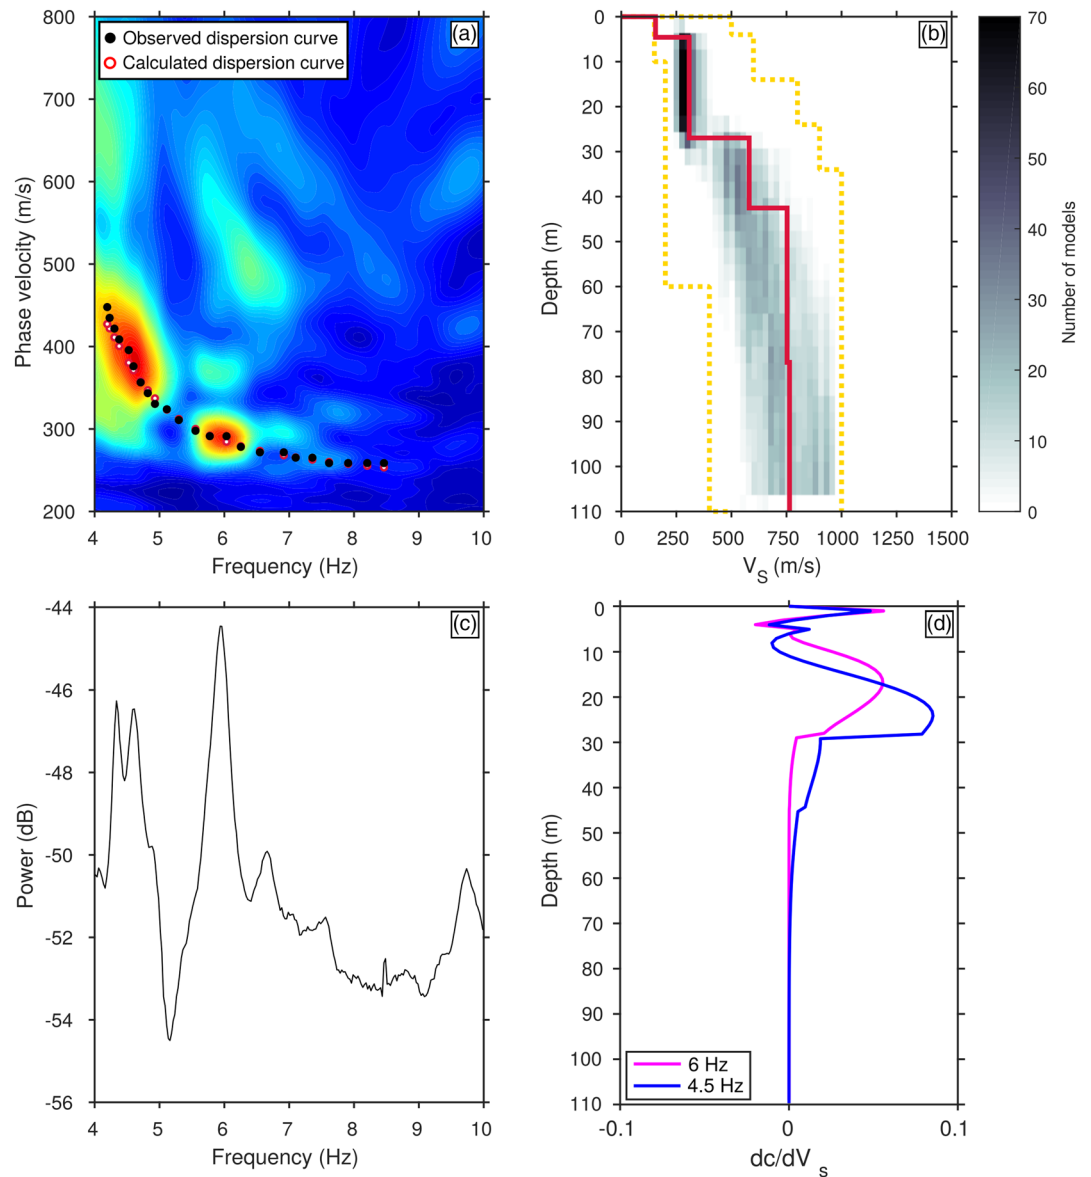 (a)
Observed dispersion curve
Calculated dispersion curve
800
700
600
500
400
300
200
Phase velocity (m/s)
4 5 6 7 8 9 10
Frequency (Hz)
(b)
0
10
20
30
40
50
60
70
80
90
100
110
Depth (m)
0 250 500 750 1000 1250 1500
V_S (m/s)
70
60
50
40
30
20
10
0
Number of models
(c)
-44
-46
-48
-50
-52
-54
-56
Power (dB)
4 5 6 7 8 9 10
Frequency (Hz)
(d)
0
10
20
30
40
50
60
70
80
90
100
110
Depth (m)
6 Hz
4.5 Hz
-0.1 0 0.1
dc/dV_s